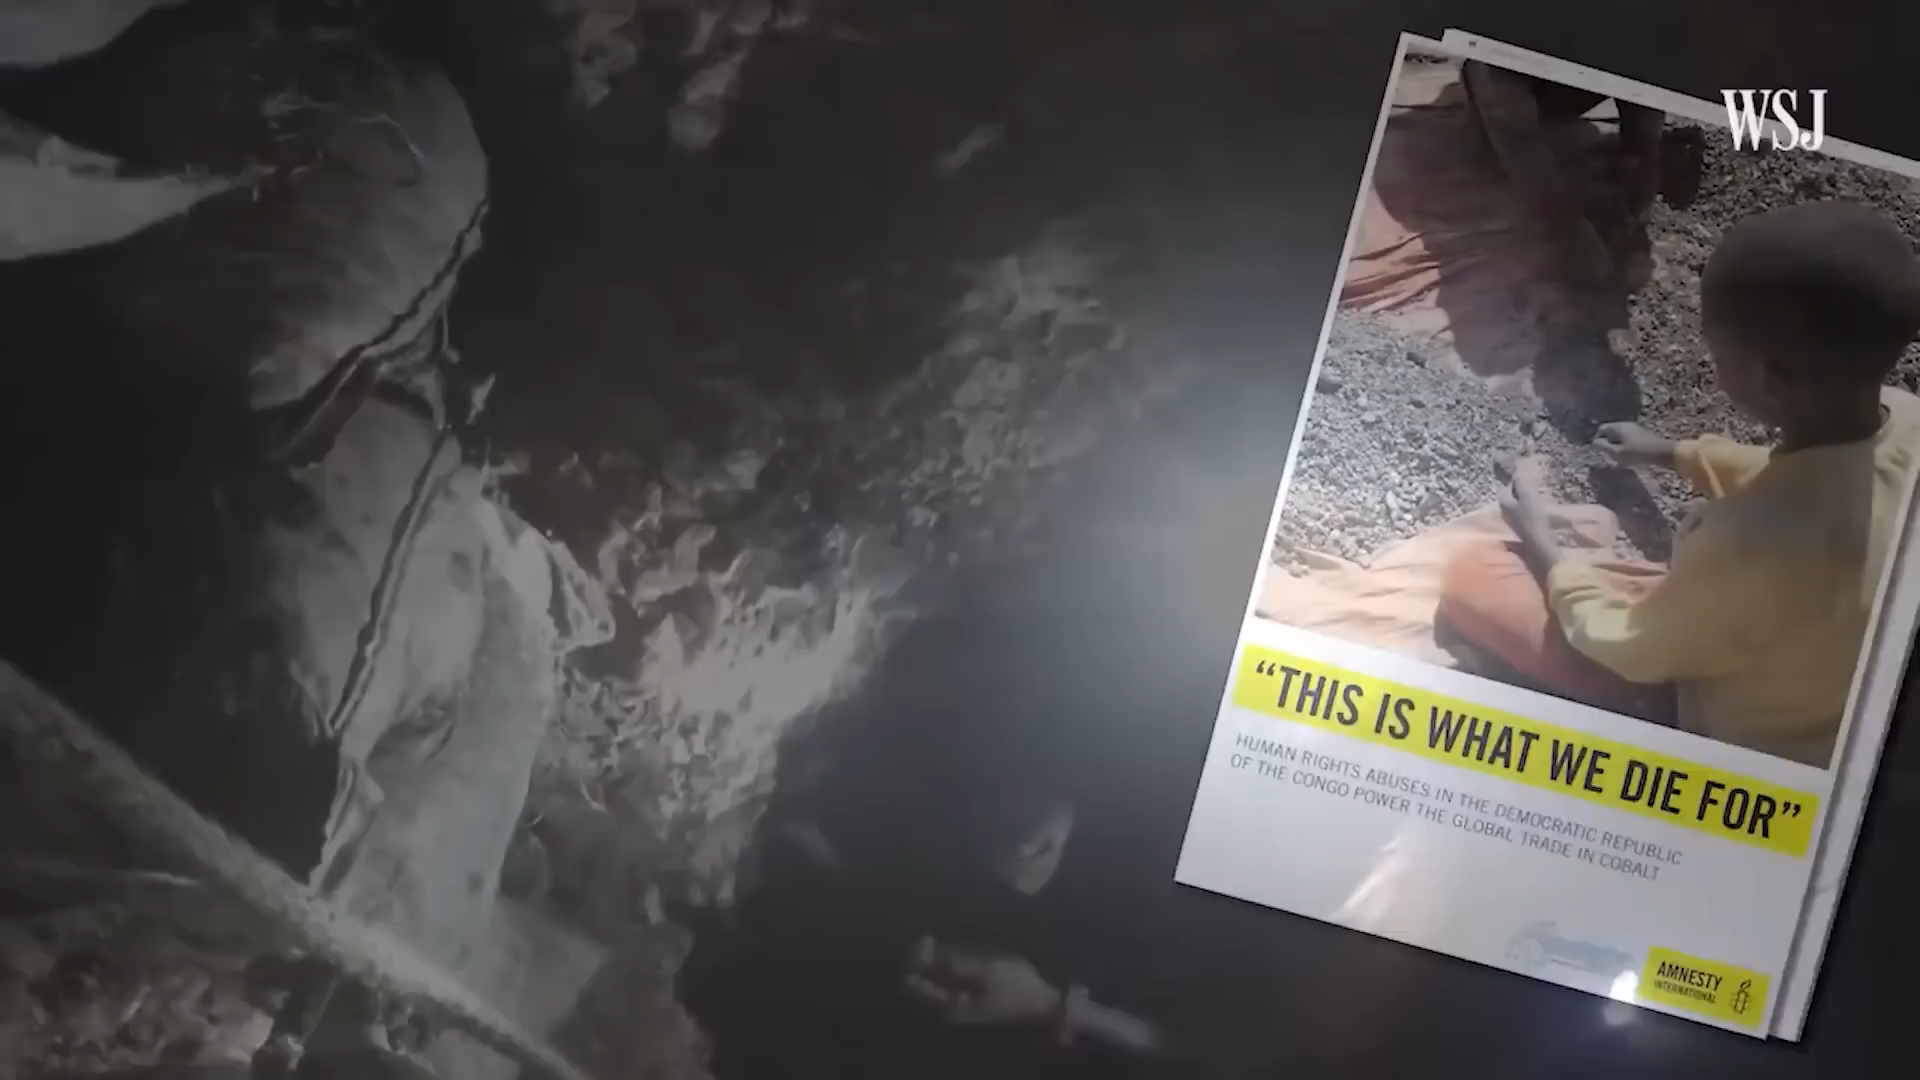 WSJ
“THIS IS WHAT WE DIE FOR”
HUMAN RIGHTS ABUSES IN THE DEMOCRATIC REPUBLIC
OF THE CONGO POWER THE GLOBAL TRADE IN COBALT
AMNESTY
INTERNATIONAL